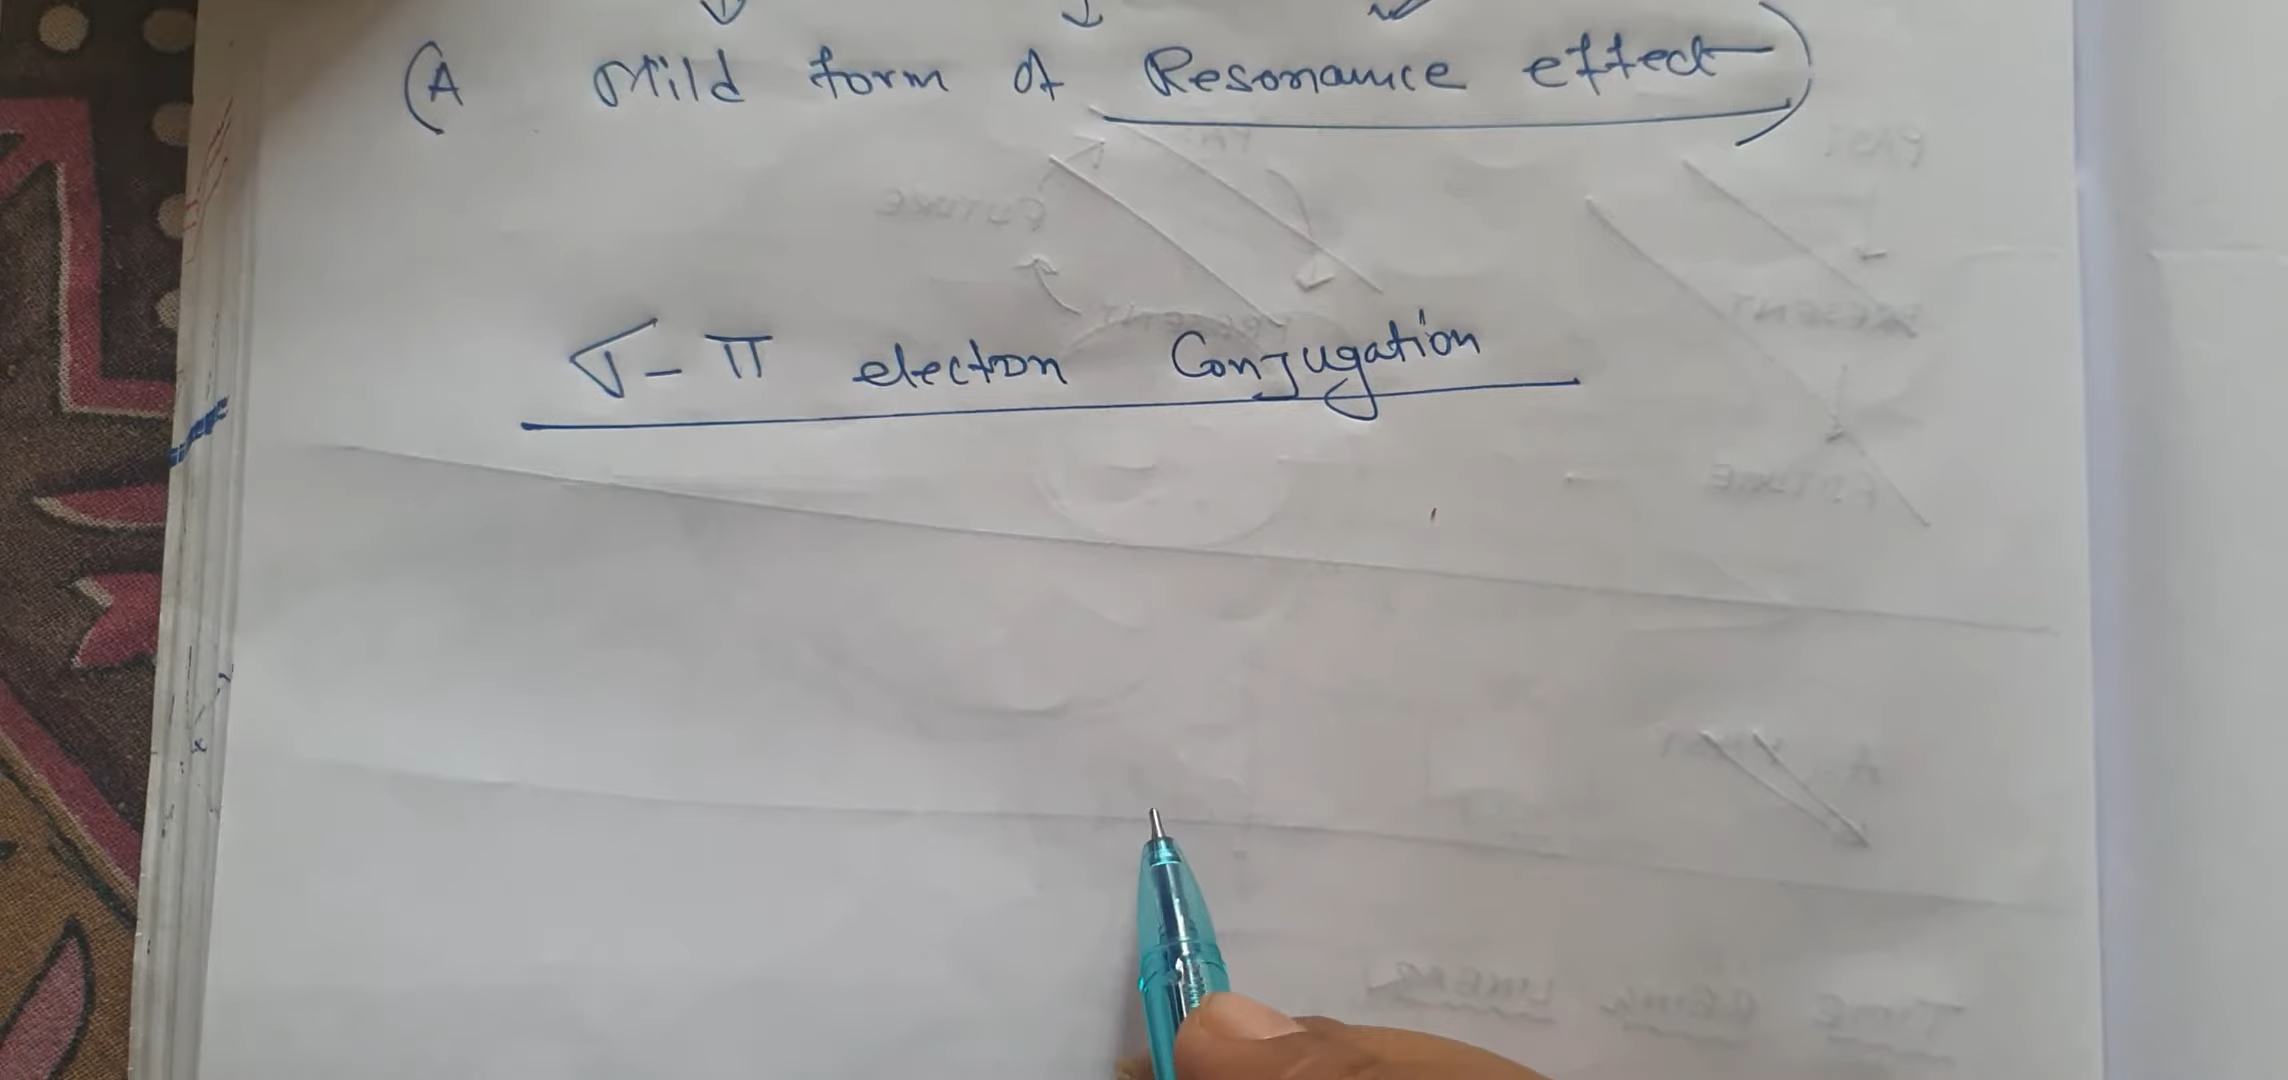 (A Mild form of Resonance effect)
σ - π electron Conjugation